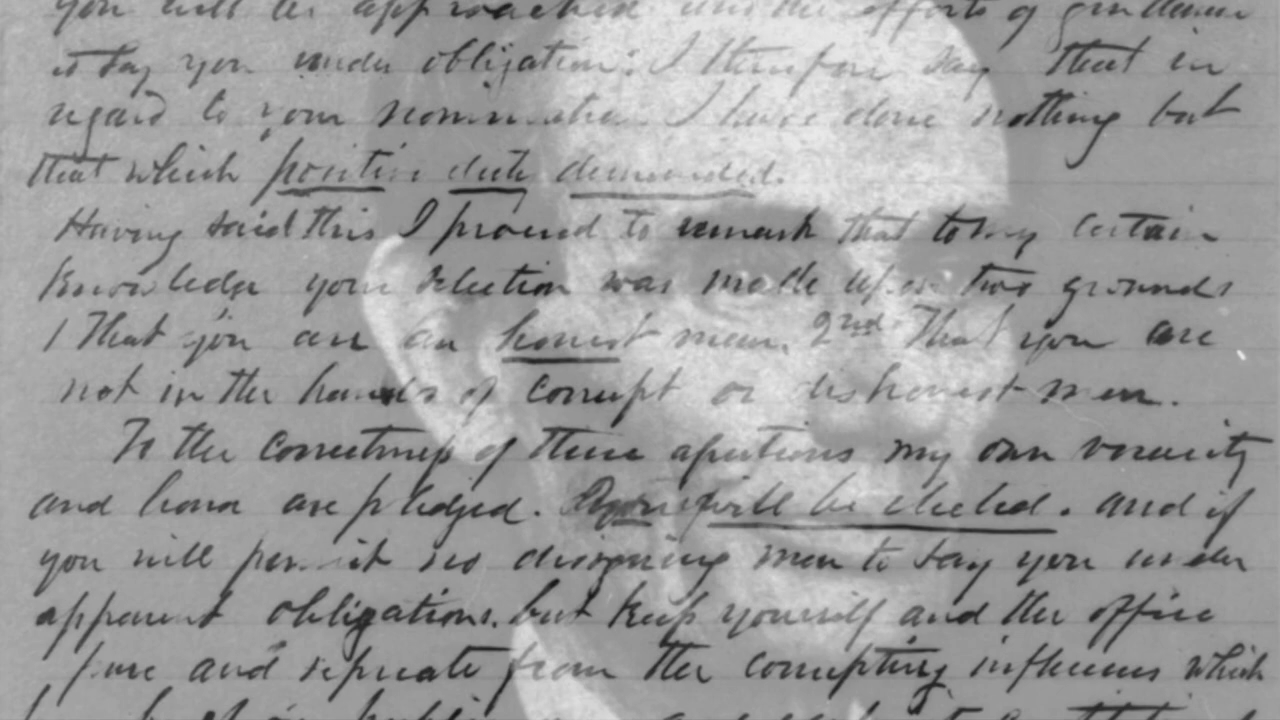 you will be approached and the efforts of gentlemen
to lay you under obligation: I therefore say that in
regard to your nomination I have done nothing but
that which positive duty demanded.
Having said this I proceed to remark that to my certain
knowledge your selection was made upon two grounds
1 That you are an honest man. 2nd That you are
not in the hands of corrupt or dishonest men.
To the correctness of these assertions my own veracity
and honor are pledged. you will be elected. and if
you will permit no designing men to lay you under
apparent obligations. but keep yourself and the office
pure and separate from the corrupting influences which